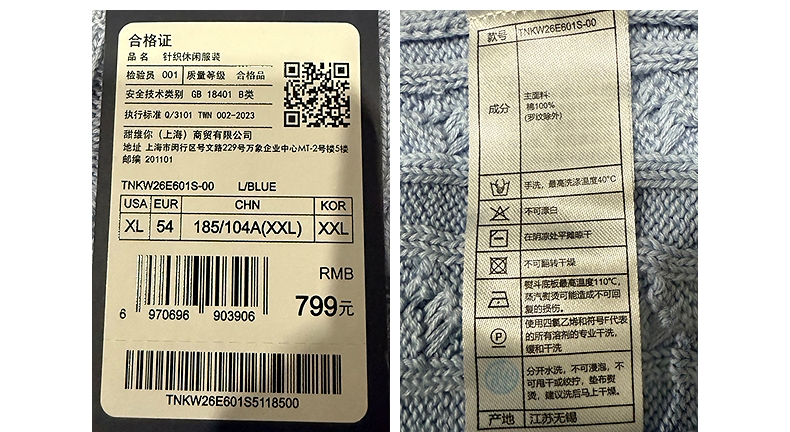 合格证
品 名 针织休闲服装
检验员 001 质量等级 合格品
安全技术类别 GB 18401 B类
执行标准 Q/3101 TWN 002-2023
甜维你（上海）商贸有限公司
地址 上海市闵行区号文路229号万象企业中心MT-2号楼5楼
邮编 201101
TNKW26E601S-00 L/BLUE
USA EUR CHN KOR
XL 54 185/104A(XXL) XXL
RMB
799元
6 970696 903906
TNKW26E601S5118500
款号 TNKW26E601S-00
成分
主面料:
棉100%
(罗纹除外)
手洗，最高洗涤温度40°C
不可漂白
在阴凉处平摊晾干
不可翻转干燥
熨斗底板最高温度110°C，
蒸汽熨烫可能造成不可回
复的损伤。
使用四氯乙烯和符号F代表
的所有溶剂的专业干洗，
缓和干洗
分开水洗，不可浸泡，不
可甩干或绞拧，垫布熨
烫，建议洗后马上干燥。
产地 江苏无锡